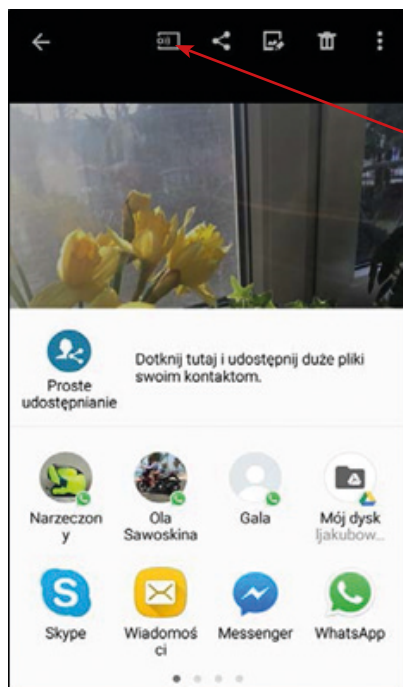 Dotknij tutaj i udostępnij duże pliki
swoim kontaktom.
Proste
udostępnianie
Narzeczon
y
Ola
Sawoskina
Gala
Mój dysk
ljakubow...
Skype
Wiadomoś
ci
Messenger
WhatsApp